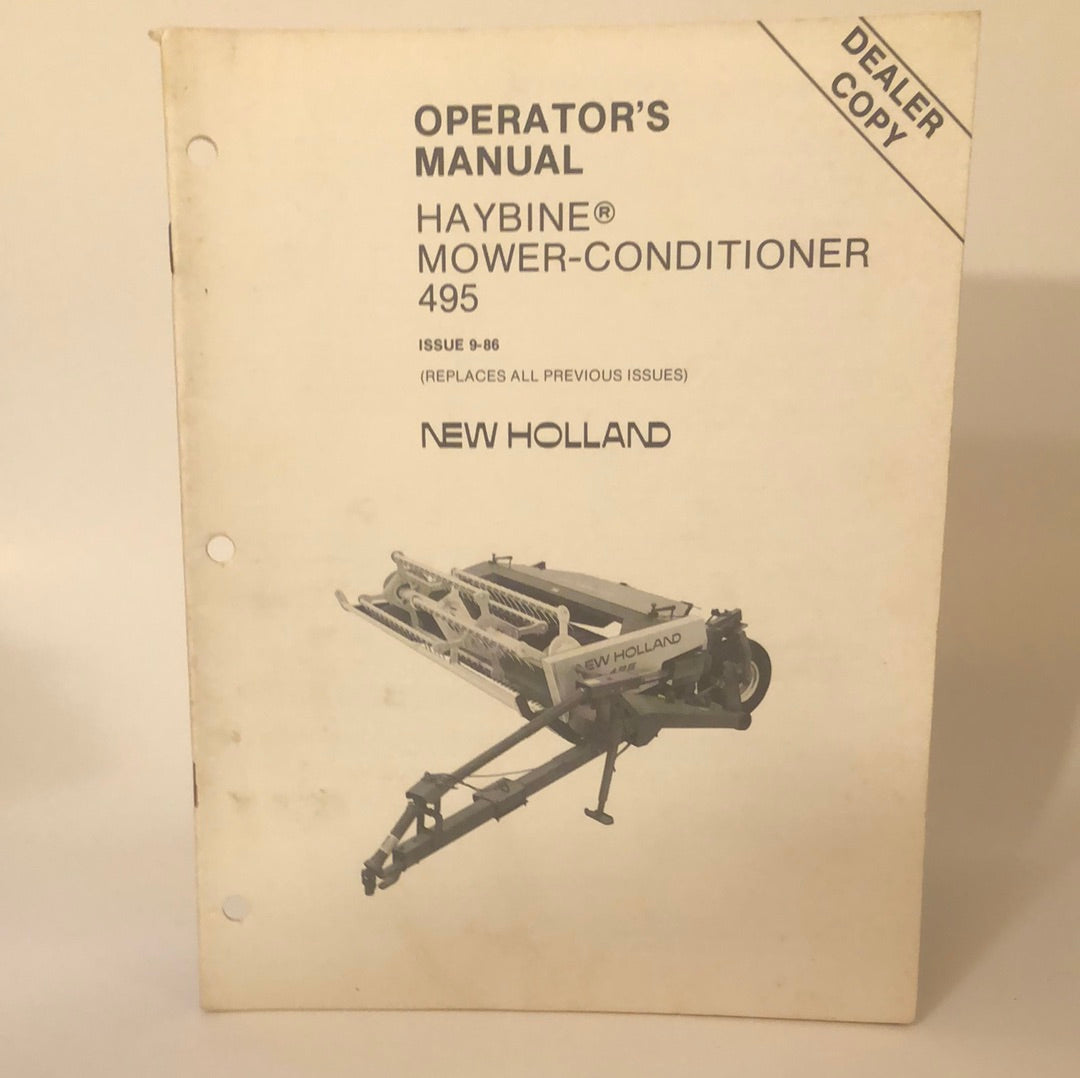 DEALER
COPY
OPERATOR'S
MANUAL
HAYBINE®
MOWER-CONDITIONER
495
ISSUE 9-86
(REPLACES ALL PREVIOUS ISSUES)
NEW HOLLAND
NEW HOLLAND
495